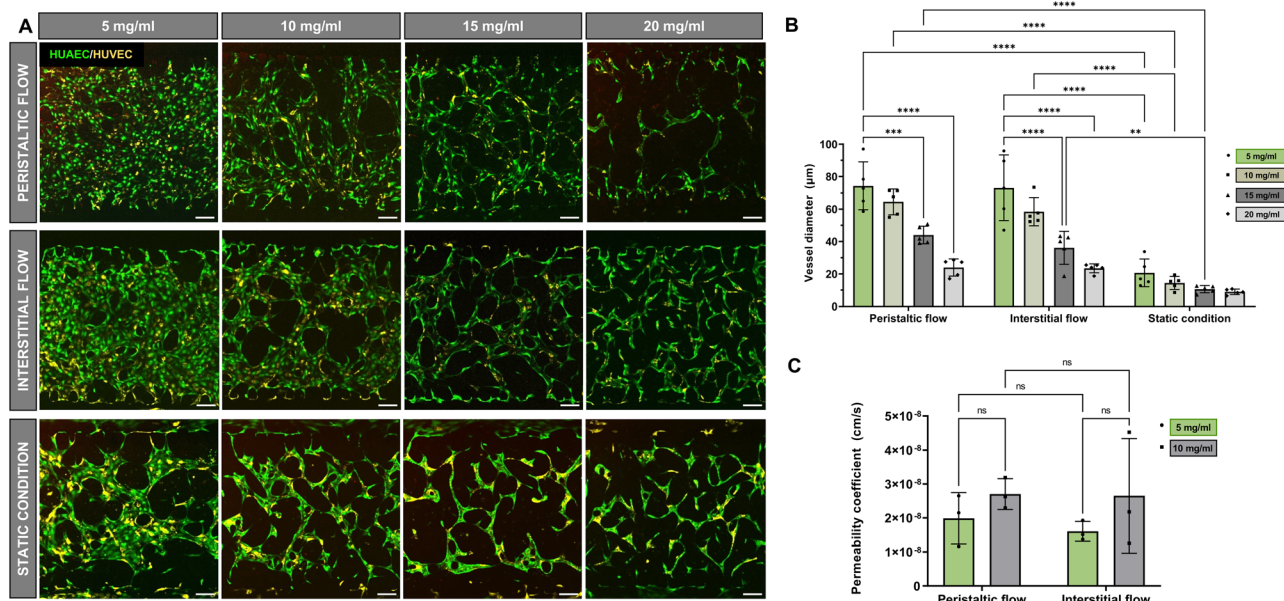 A
5 mg/ml
10 mg/ml
15 mg/ml
20 mg/ml
PERISTALTIC FLOW
HUAEC/HUVEC
INTERSTITIAL FLOW
STATIC CONDITION
B
****
****
****
****
****
****
****
***
****
**
Vessel diameter (µm)
100
80
60
40
20
0
Peristaltic flow
Interstitial flow
Static condition
5 mg/ml
10 mg/ml
15 mg/ml
20 mg/ml
C
ns
ns
ns
ns
Permeability coefficient (cm/s)
5×10⁻⁸
4×10⁻⁸
3×10⁻⁸
2×10⁻⁸
1×10⁻⁸
0
Peristaltic flow
Interstitial flow
5 mg/ml
10 mg/ml